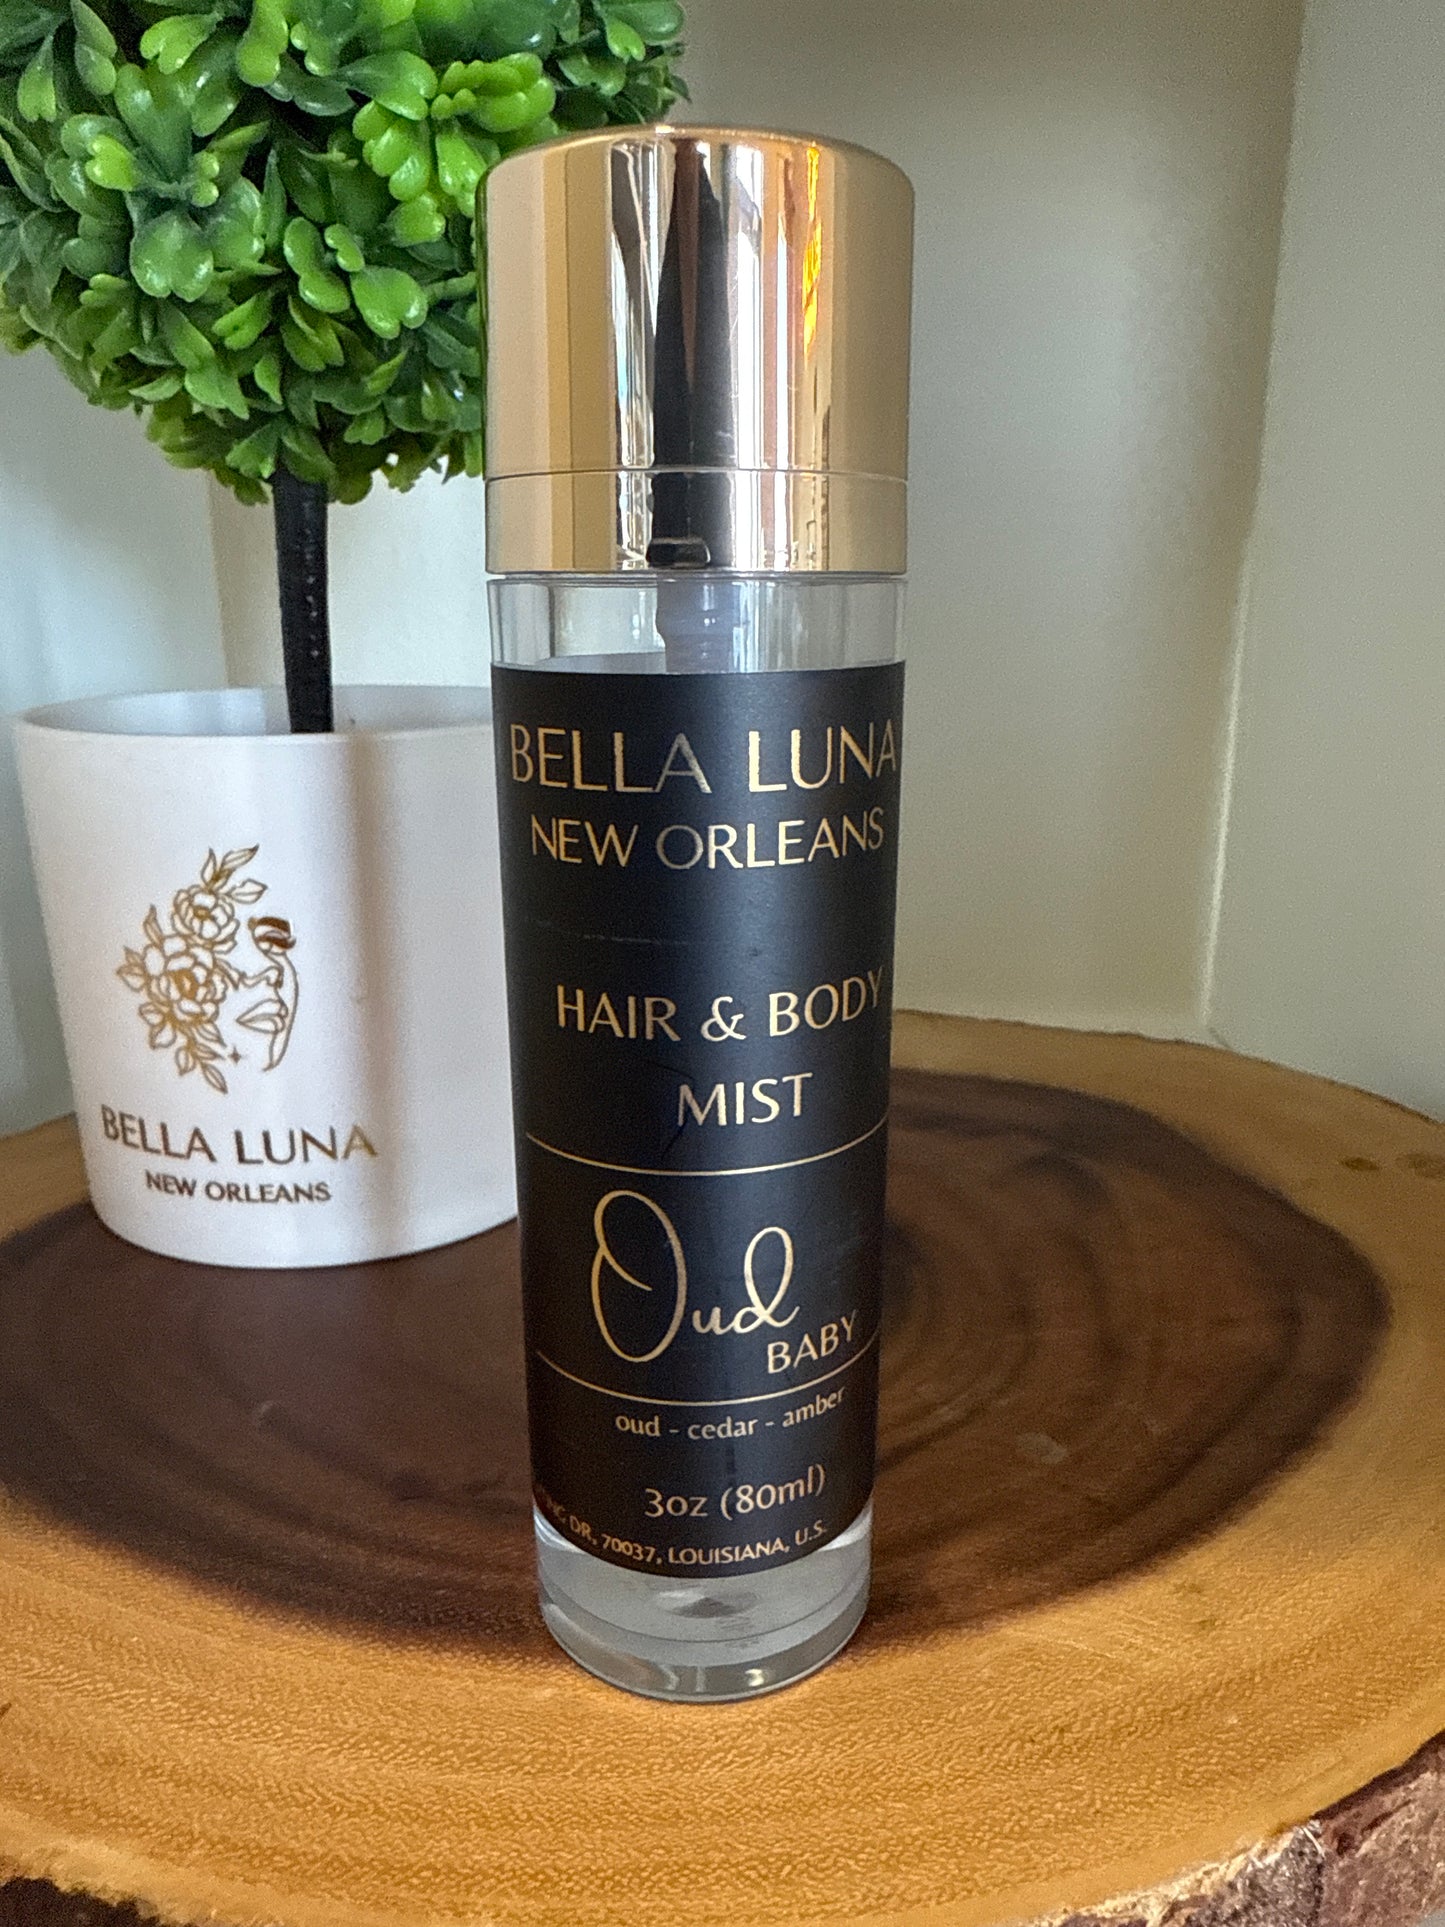 BELLA LUNA
NEW ORLEANS
HAIR & BODY
MIST
Oud
BABY
oud - cedar - amber
3oz (80ml)
DR, 70037, LOUISIANA, U.S.
BELLA LUNA
NEW ORLEANS